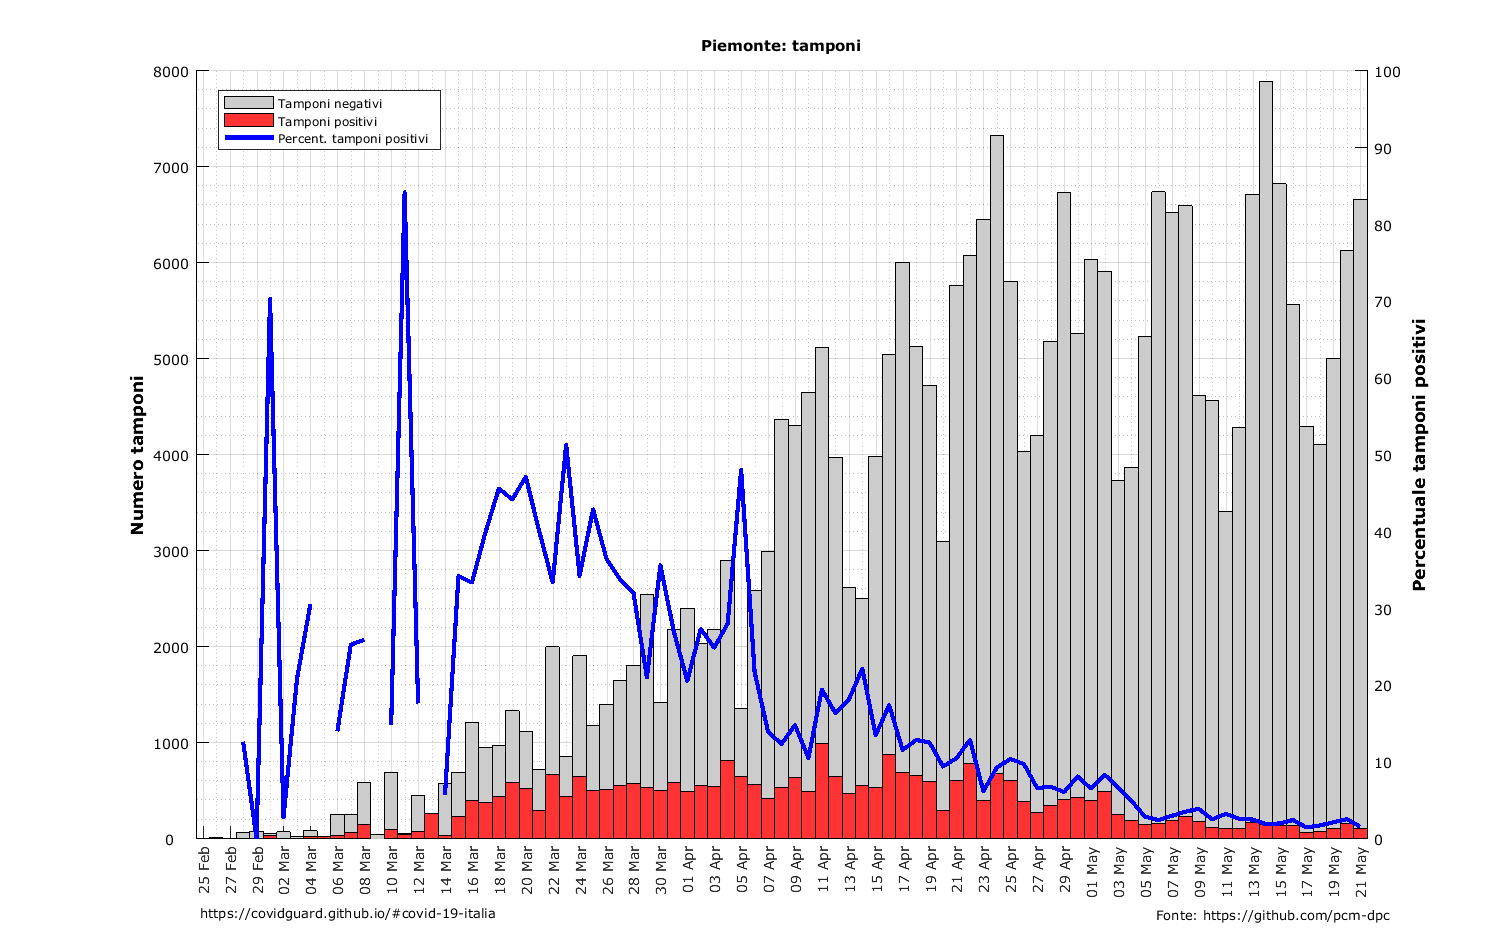 Piemonte: tamponi
8000
7000
6000
5000
4000
3000
2000
1000
0
Numero tamponi
Tamponi negativi
Tamponi positivi
Percent. tamponi positivi
100
90
80
70
60
50
40
30
20
10
0
Percentuale tamponi positivi
25 Feb
27 Feb
29 Feb
02 Mar
04 Mar
06 Mar
08 Mar
10 Mar
12 Mar
14 Mar
16 Mar
18 Mar
20 Mar
22 Mar
24 Mar
26 Mar
28 Mar
30 Mar
01 Apr
03 Apr
05 Apr
07 Apr
09 Apr
11 Apr
13 Apr
15 Apr
17 Apr
19 Apr
21 Apr
23 Apr
25 Apr
27 Apr
29 Apr
01 May
03 May
05 May
07 May
09 May
11 May
13 May
15 May
17 May
19 May
21 May
https://covidguard.github.io/#covid-19-italia
Fonte: https://github.com/pcm-dpc